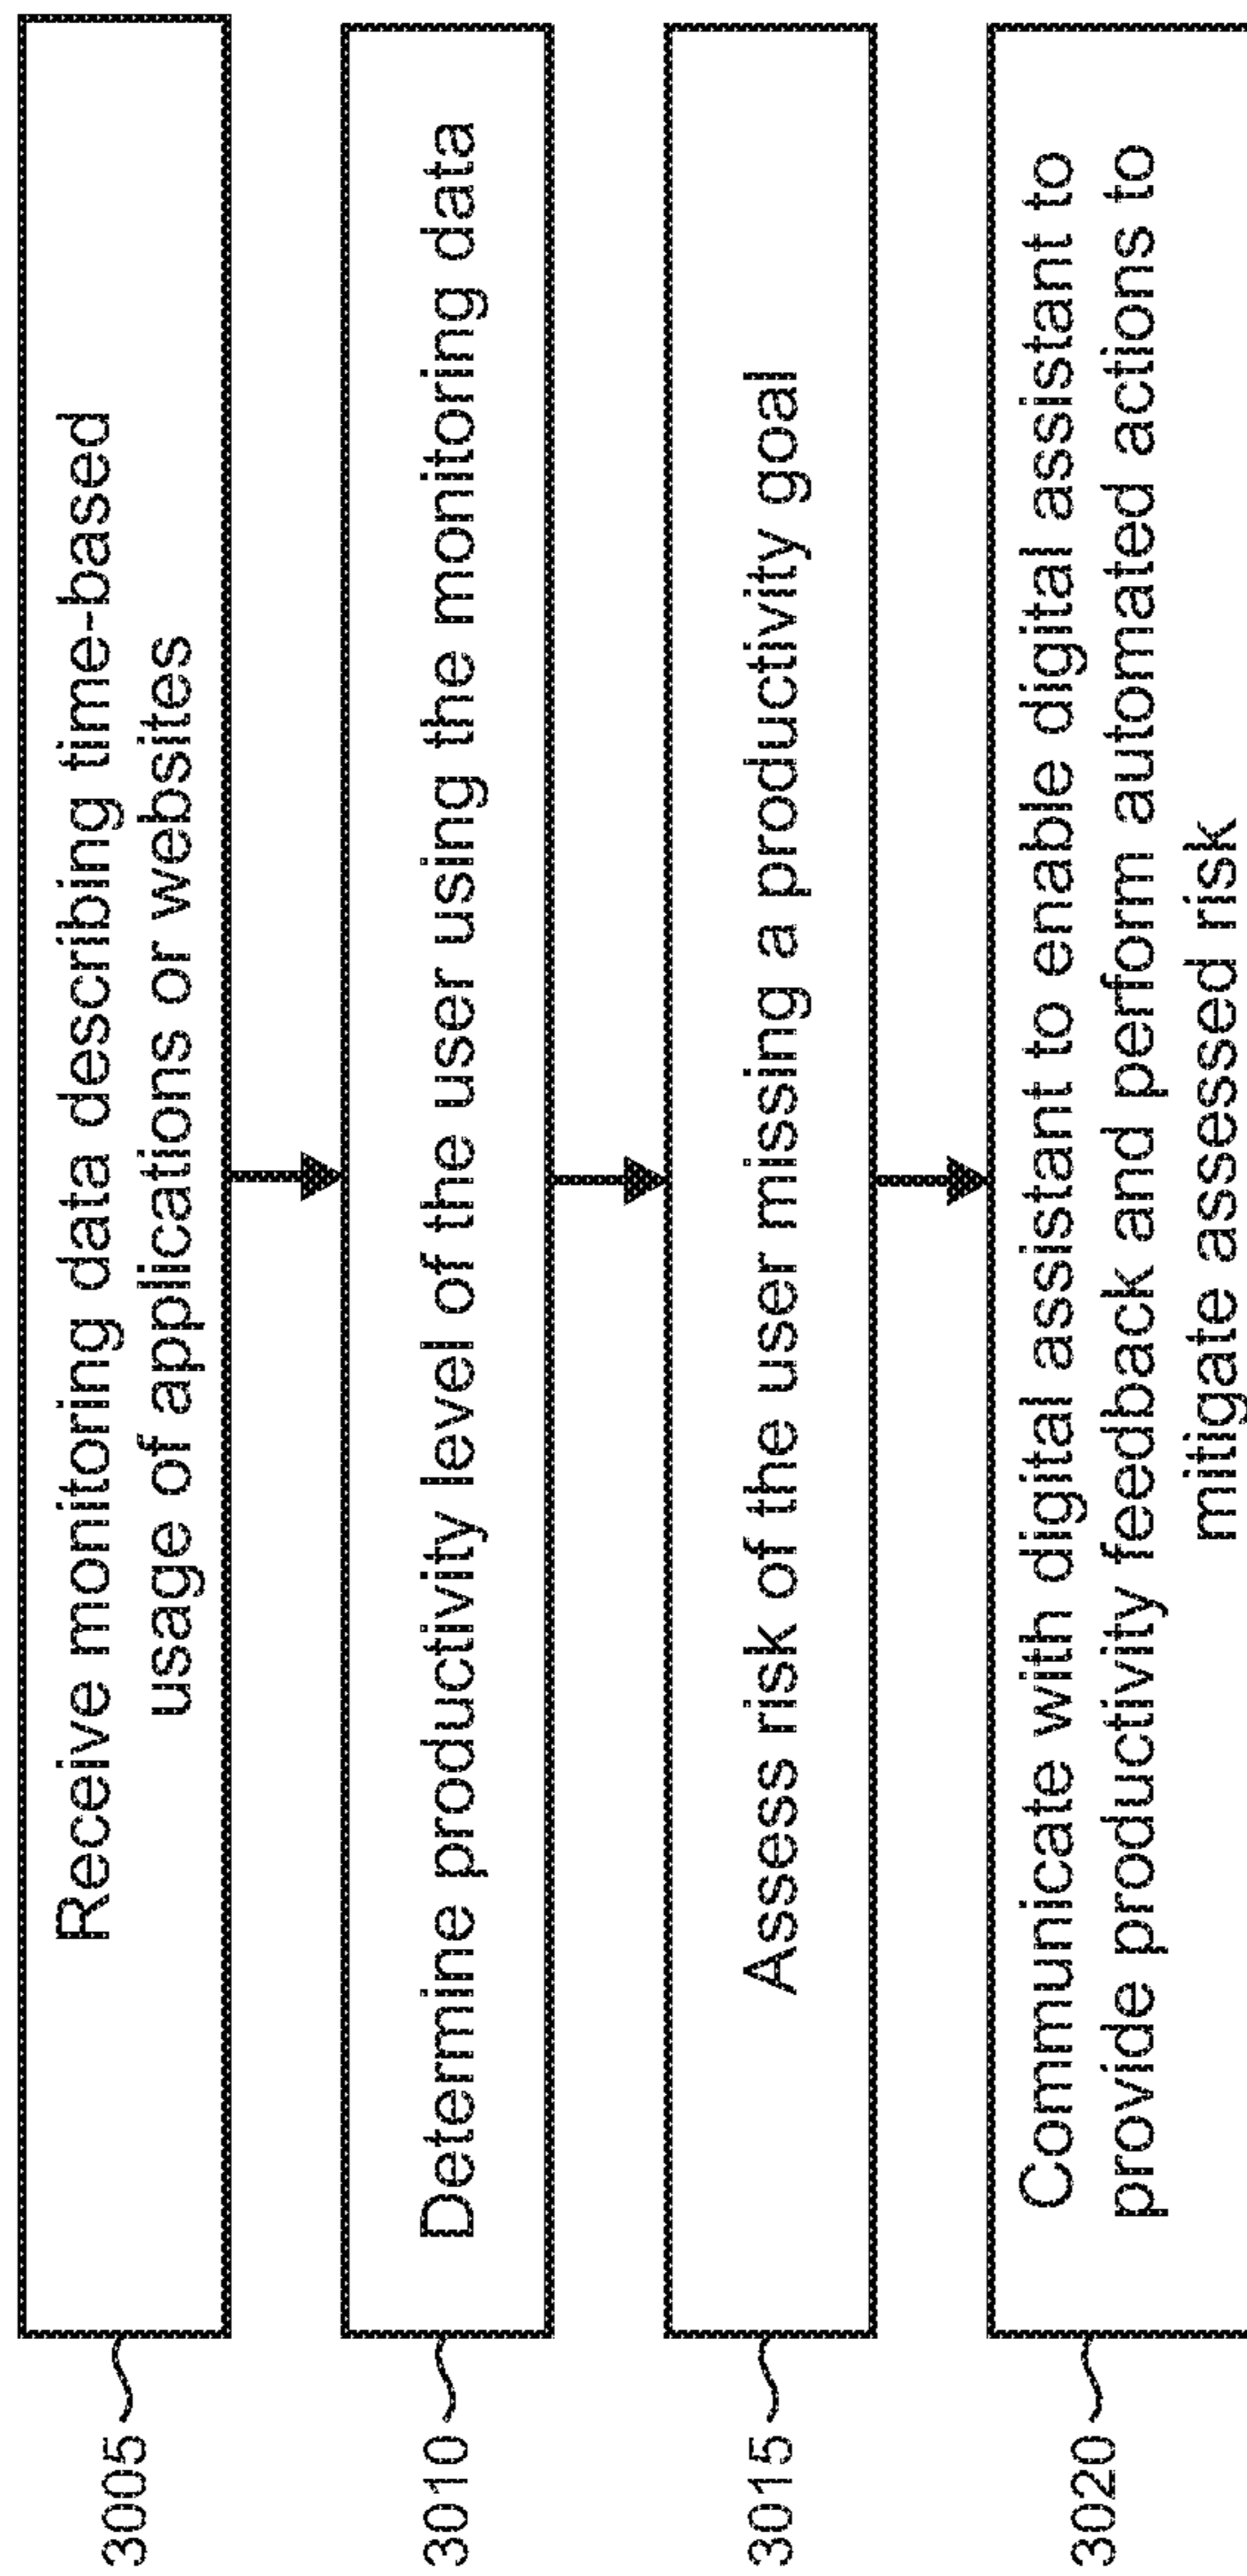 3005
Receive monitoring data describing time-based
usage of applications or websites
3010
Determine productivity level of the user using the monitoring data
3015
Assess risk of the user missing a productivity goal
3020
Communicate with digital assistant to enable digital assistant to
provide productivity feedback and perform automated actions to
mitigate assessed risk